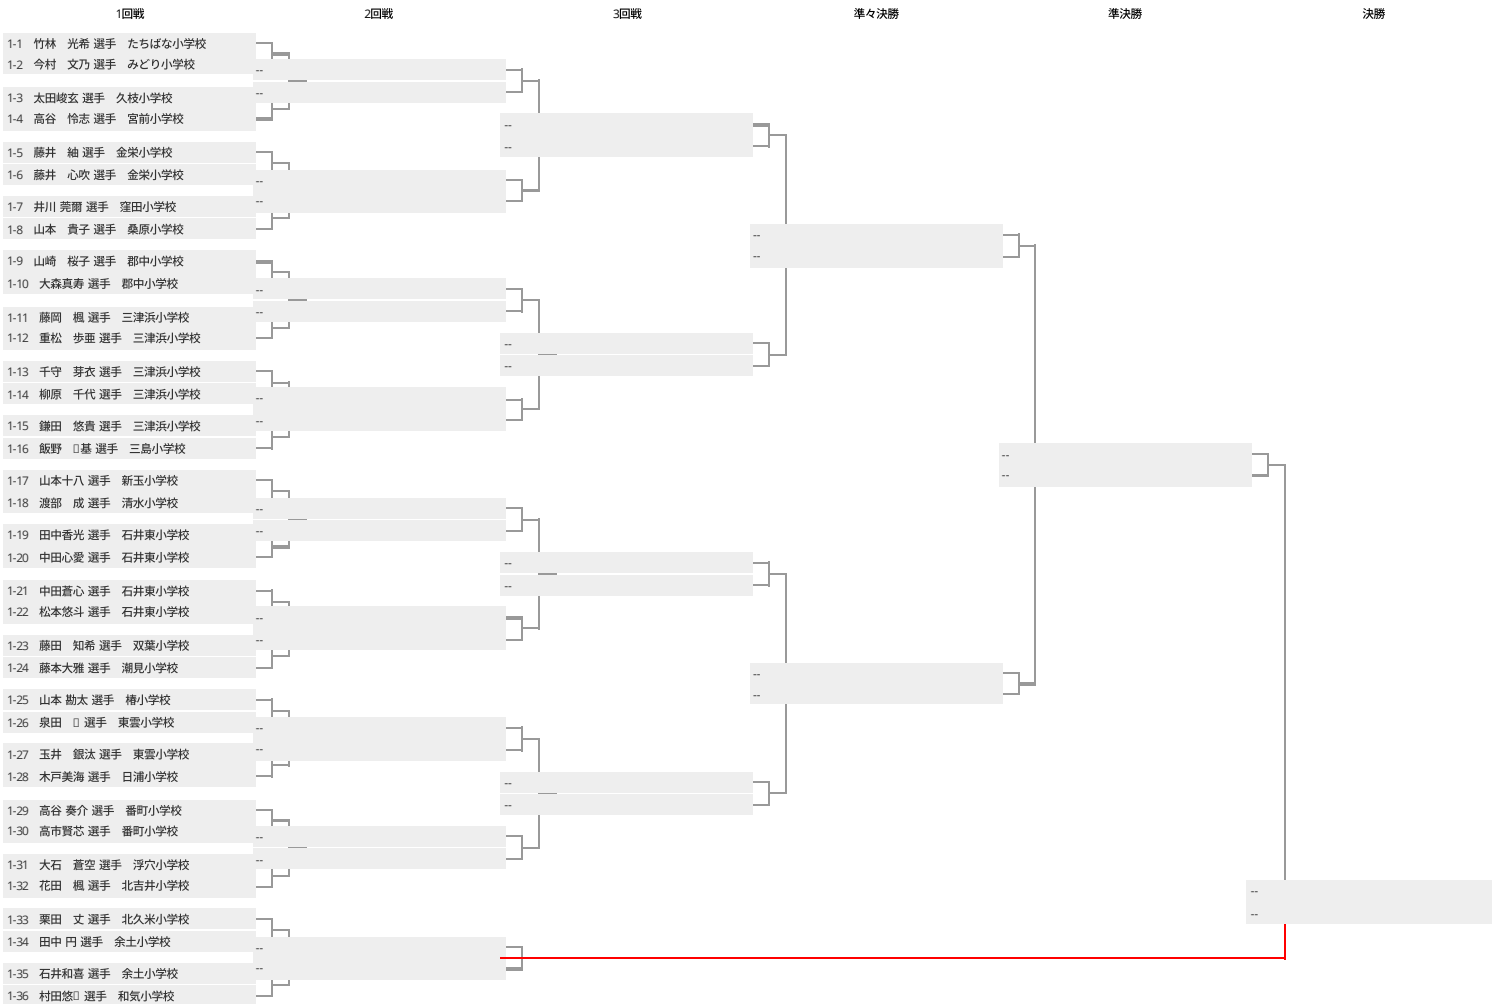 1回戦 2回戦 3回戦 準々決勝 準決勝 決勝
1-1 竹林　光希 選手　たちばな小学校
1-2 今村　文乃 選手　みどり小学校
--
--
1-3 太田峻玄 選手　久枝小学校
1-4 高谷　怜志 選手　宮前小学校
--
--
1-5 藤井　紬 選手　金栄小学校
1-6 藤井　心吹 選手　金栄小学校
--
--
1-7 井川 莞爾 選手　窪田小学校
1-8 山本　貴子 選手　桑原小学校
--
--
1-9 山崎　桜子 選手　郡中小学校
1-10 大森真寿 選手　郡中小学校
--
--
1-11 藤岡　楓 選手　三津浜小学校
1-12 重松　歩亜 選手　三津浜小学校
--
--
1-13 千守　芽衣 選手　三津浜小学校
1-14 柳原　千代 選手　三津浜小学校
--
--
1-15 鎌田　悠貴 選手　三津浜小学校
1-16 飯野　基 選手　三島小学校
--
--
1-17 山本十八 選手　新玉小学校
1-18 渡部　成 選手　清水小学校
--
--
1-19 田中香光 選手　石井東小学校
1-20 中田心愛 選手　石井東小学校
--
--
1-21 中田蒼心 選手　石井東小学校
1-22 松本悠斗 選手　石井東小学校
--
--
1-23 藤田　知希 選手　双葉小学校
1-24 藤本大雅 選手　潮見小学校
--
--
1-25 山本 勘太 選手　椿小学校
1-26 泉田　 選手　東雲小学校
--
--
1-27 玉井　銀汰 選手　東雲小学校
1-28 木戸美海 選手　日浦小学校
--
--
1-29 高谷 奏介 選手　番町小学校
1-30 高市賢芯 選手　番町小学校
--
--
1-31 大石　蒼空 選手　浮穴小学校
1-32 花田　楓 選手　北吉井小学校
--
--
1-33 栗田　丈 選手　北久米小学校
1-34 田中 円 選手　余土小学校
--
--
1-35 石井和喜 選手　余土小学校
1-36 村田悠 選手　和気小学校